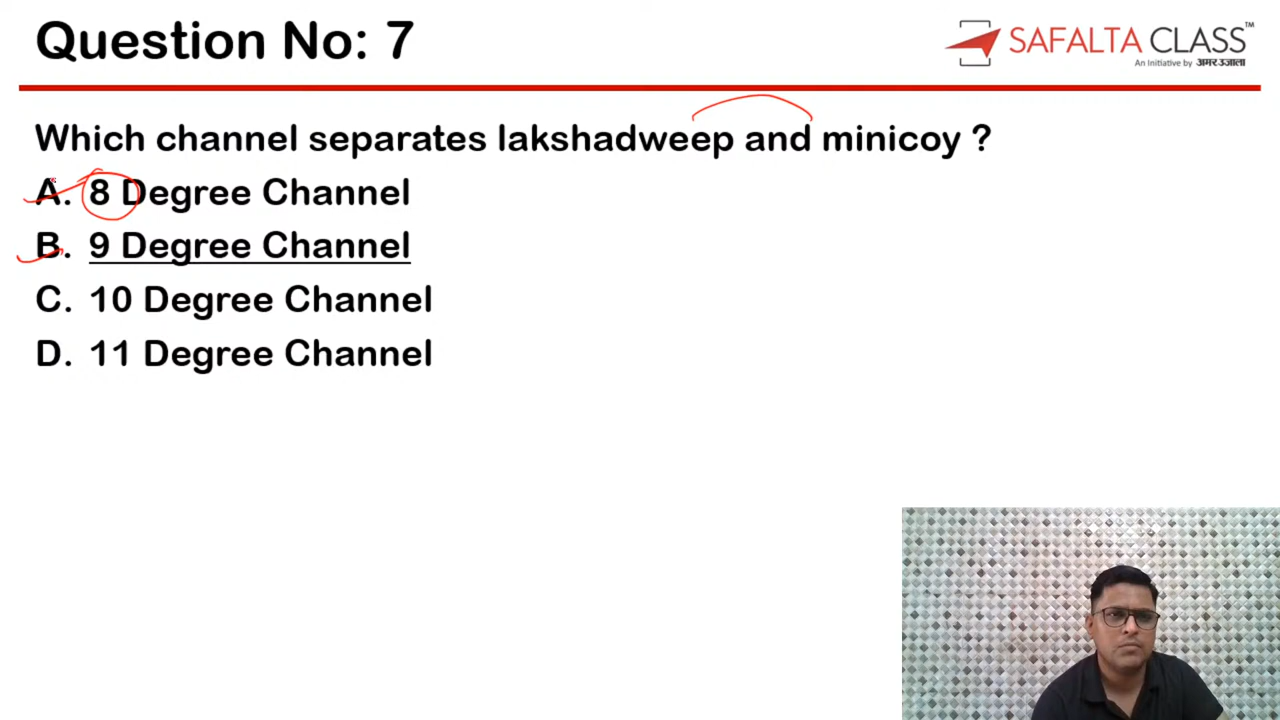 Question No: 7
SAFALTA CLASS™
An Initiative by अमर उजाला
Which channel separates lakshadweep and minicoy ?
A. 8 Degree Channel
B. 9 Degree Channel
C. 10 Degree Channel
D. 11 Degree Channel